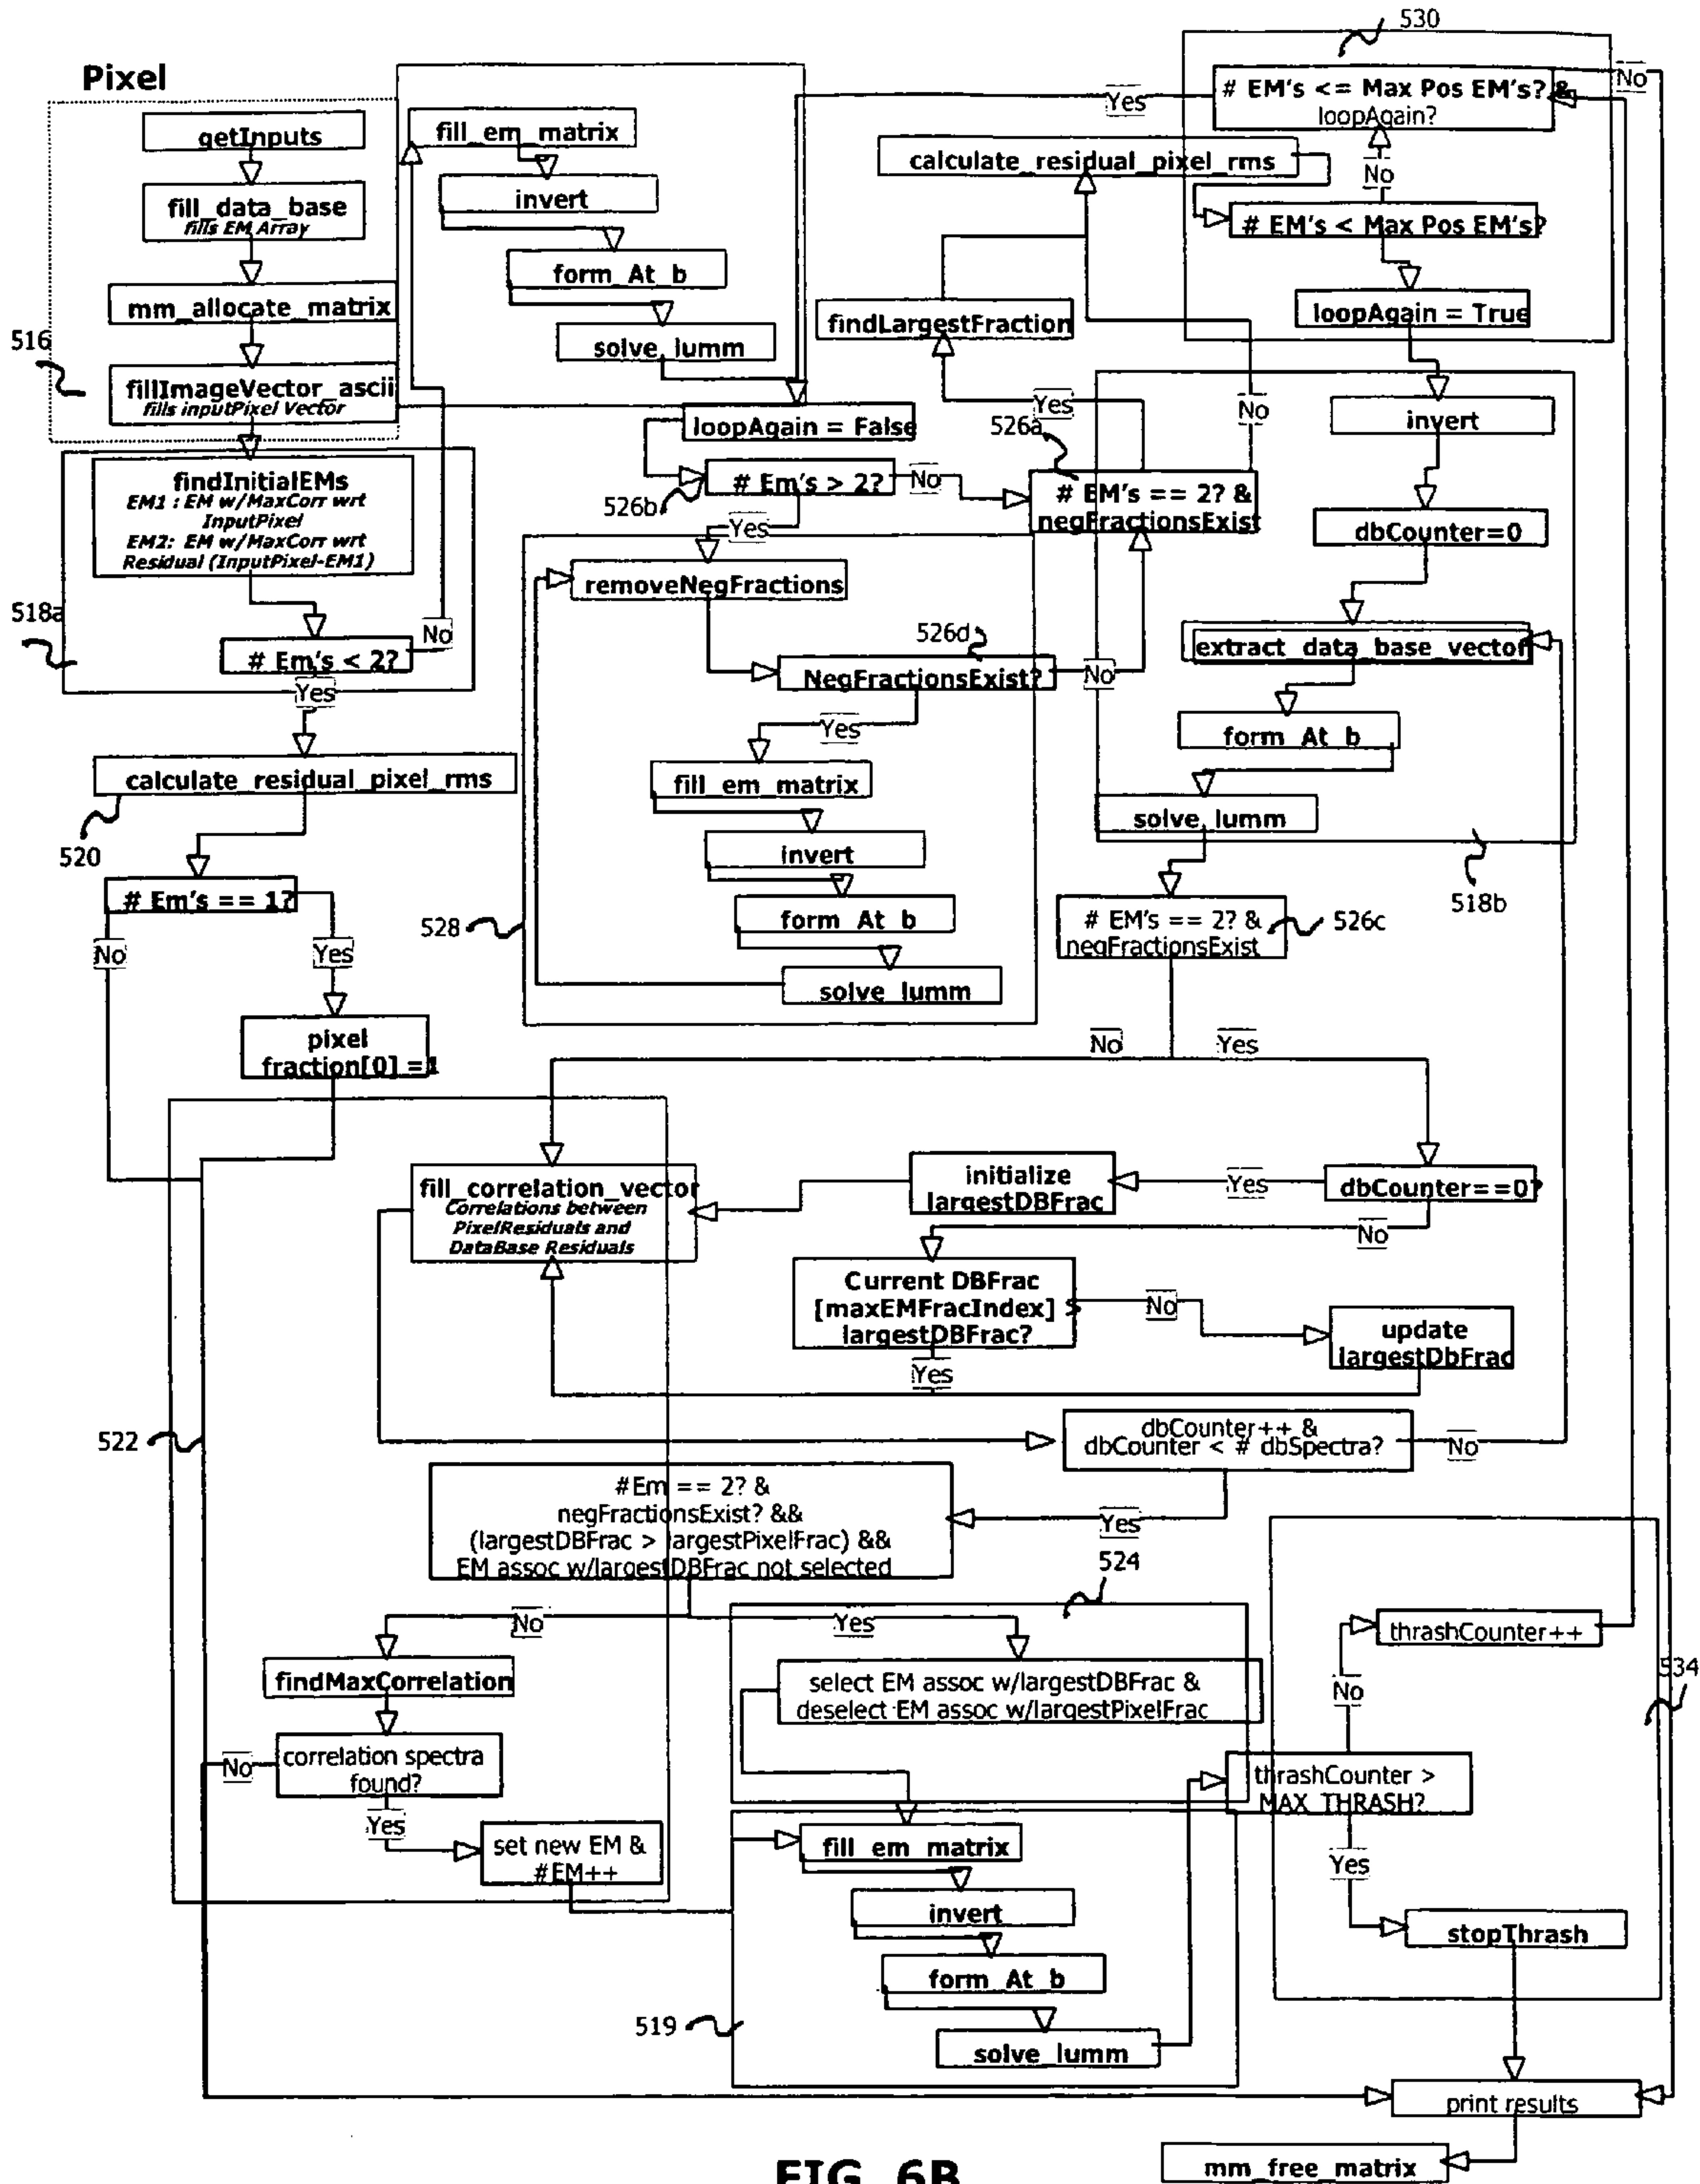 Pixel
getInputs
fill_data_base
fills EM Array
mm_allocate_matrix
516
fillImageVector_ascii
fills inputPixel Vector
findInitialEMs
EM1 : EM w/MaxCorr wrt
InputPixel
EM2: EM w/MaxCorr wrt
Residual (InputPixel-EM1)
518a
# Em's < 2?
No
Yes
calculate_residual_pixel_rms
520
# Em's == 1?
No
Yes
pixel
fraction[0] =1
fill_em_matrix
invert
form_At_b
solve_lumm
loopAgain = False
526b
# Em's > 2?
No
Yes
removeNegFractions
526d
NegFractionsExist?
No
Yes
fill_em_matrix
invert
form_At_b
solve_lumm
528
530
# EM's <= Max Pos EM's? &
loopAgain?
No
Yes
calculate_residual_pixel_rms
No
# EM's < Max Pos EM's?
loopAgain = True
findLargestFraction
Yes
No
526a
# EM's == 2? &
negFractionsExist
invert
dbCounter=0
extract_data_base_vector
form_At_b
solve_lumm
518b
# EM's == 2? &
negFractionsExist
526c
No
Yes
fill_correlation_vector
Correlations between
PixelResiduals and
DataBase Residuals
initialize
largestDBFrac
Yes
dbCounter==0?
No
Current DBFrac
[maxEMFracIndex] s
largestDBFrac?
No
Yes
update
largestDbFrac
522
dbCounter++ &
dbCounter < # dbSpectra?
No
Yes
#Em == 2? &
negFractionsExist? &&
(largestDBFrac > largestPixelFrac) &&
EM assoc w/largestDBFrac not selected
524
No
Yes
findMaxCorrelation
correlation spectra
found?
No
Yes
set new EM &
#EM++
select EM assoc w/largestDBFrac &
deselect EM assoc w/largestPixelFrac
fill_em_matrix
invert
form_At_b
solve_lumm
519
thrashCounter++
534
No
thrashCounter >
MAX_THRASH?
Yes
stopThrash
print results
mm_free_matrix
FIG. 6B